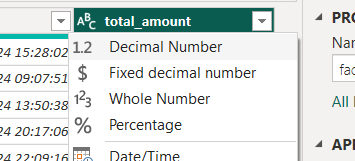 ABC total_amount
PRO
24 15:28:02
1.2 Decimal Number
Nam
24 09:07:51
$ Fixed decimal number
fac
24 13:50:38
123 Whole Number
All
24 20:17:06
% Percentage
24 22:09:16
Date/Time
APP